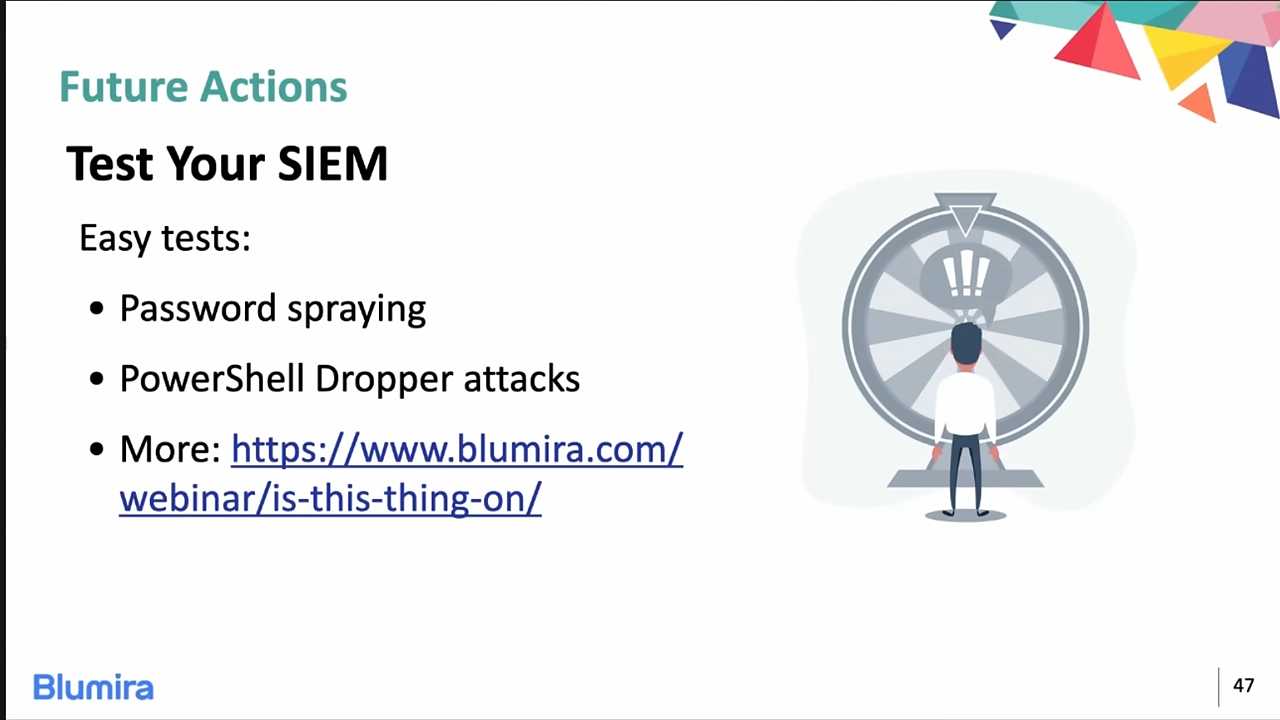 Future Actions
Test Your SIEM
Easy tests:
• Password spraying
• PowerShell Dropper attacks
• More: https://www.blumira.com/
webinar/is-this-thing-on/
!!!
Blumira
47